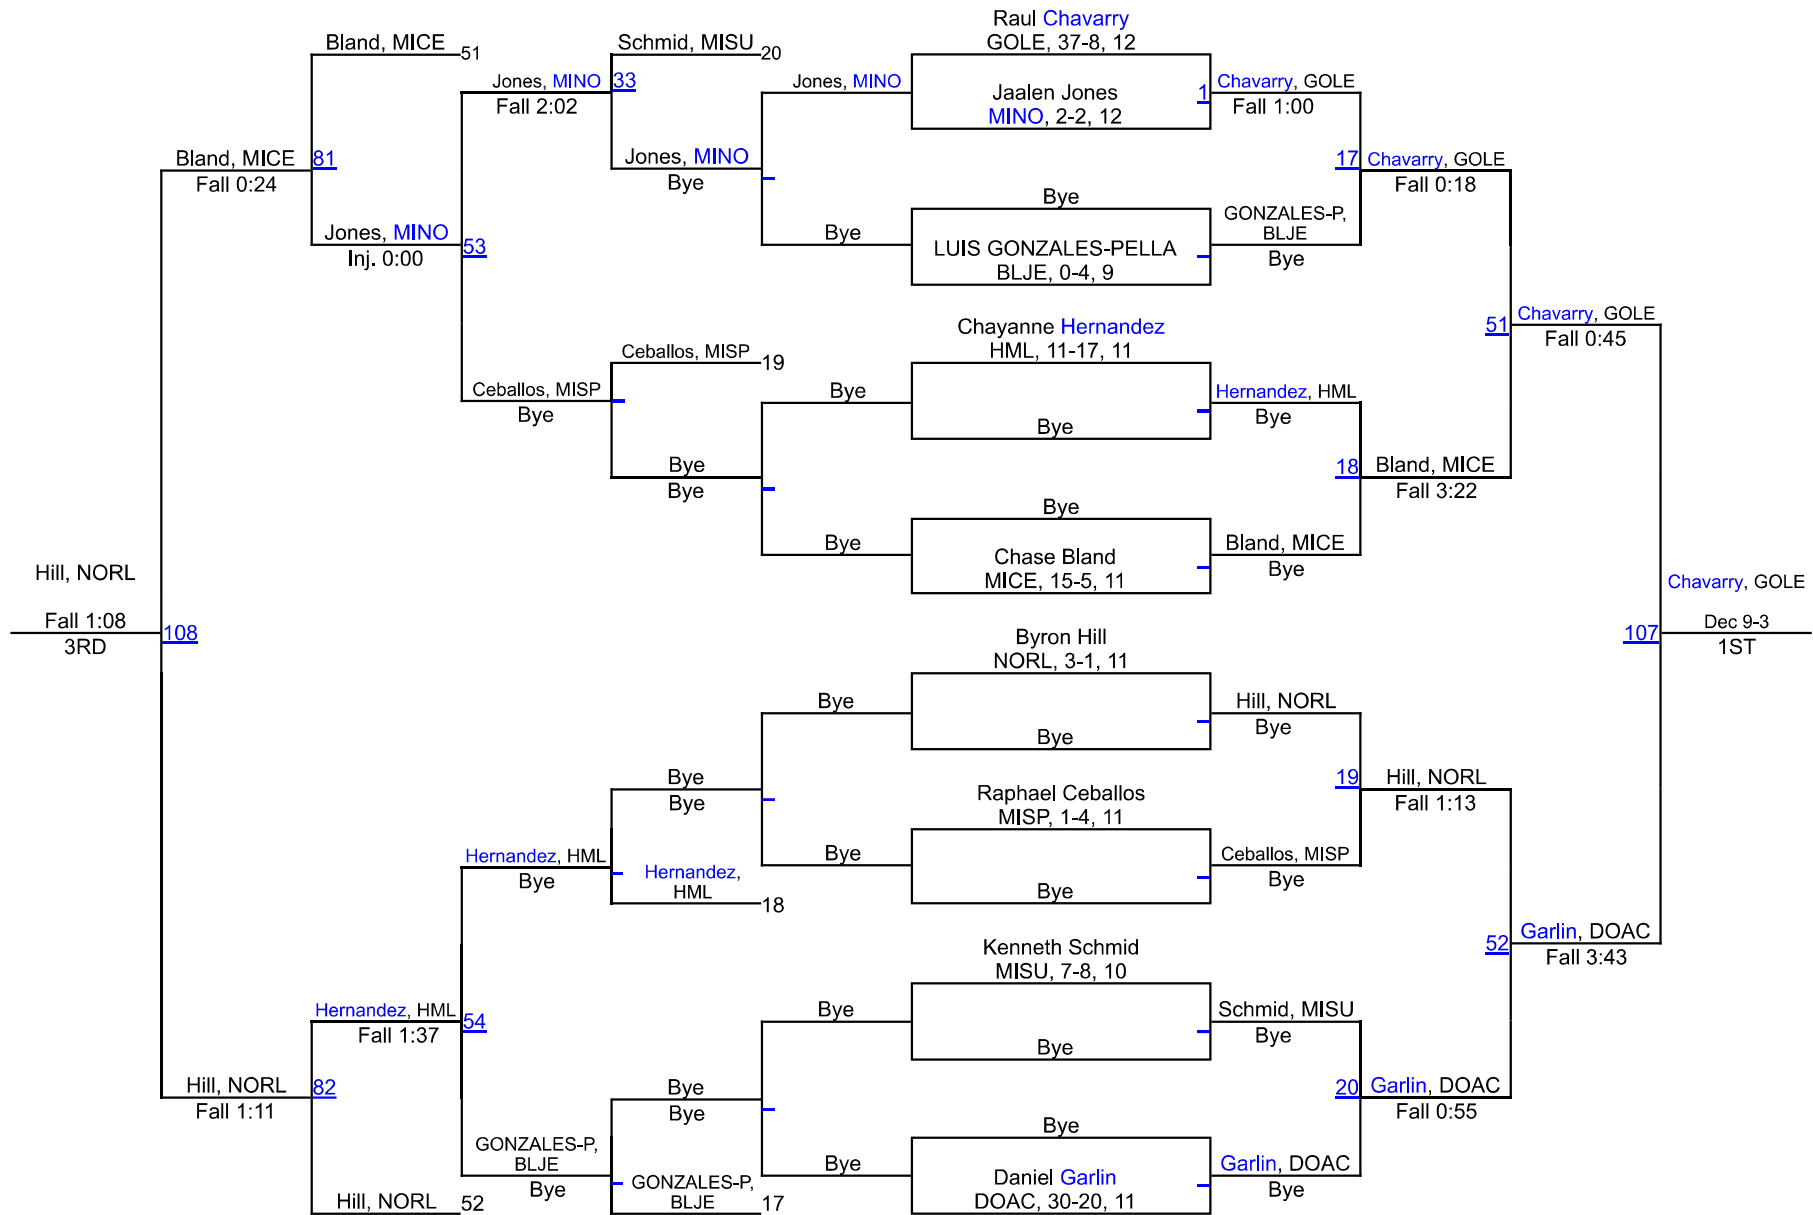 Raul Chavarry
GOLE, 37-8, 12
Bland, MICE
51
Schmid, MISU
20
Jones, MINO
33
Fall 2:02
Jones, MINO
Jaalen Jones
MINO, 2-2, 12
1
Chavarry, GOLE
Fall 1:00
Bland, MICE
81
Fall 0:24
Jones, MINO
Bye
17
Chavarry, GOLE
Fall 0:18
Bye
Jones, MINO
53
Inj. 0:00
Bye
LUIS GONZALES-PELLA
BLJE, 0-4, 9
GONZALES-P,
BLJE
Bye
Chayanne Hernandez
HML, 11-17, 11
51
Chavarry, GOLE
Fall 0:45
Ceballos, MISP
19
Ceballos, MISP
Bye
Bye
Bye
Hernandez, HML
Bye
Bye
Bye
18
Bland, MICE
Fall 3:22
Bye
Bye
Chase Bland
MICE, 15-5, 11
Bland, MICE
Bye
Hill, NORL
Fall 1:08
3RD
108
Chavarry, GOLE
107
Dec 9-3
1ST
Byron Hill
NORL, 3-1, 11
Bye
Bye
Hill, NORL
Bye
Bye
Bye
19
Hill, NORL
Fall 1:13
Raphael Ceballos
MISP, 1-4, 11
Hernandez, HML
Bye
Hernandez,
HML
18
Bye
Bye
Ceballos, MISP
Bye
Kenneth Schmid
MISU, 7-8, 10
52
Garlin, DOAC
Fall 3:43
Hernandez, HML
54
Fall 1:37
Bye
Bye
Schmid, MISU
Bye
Hill, NORL
82
Fall 1:11
Bye
Bye
20
Garlin, DOAC
Fall 0:55
Bye
GONZALES-P,
BLJE
Bye
GONZALES-P,
BLJE
17
Bye
Daniel Garlin
DOAC, 30-20, 11
Garlin, DOAC
Bye
Hill, NORL
52